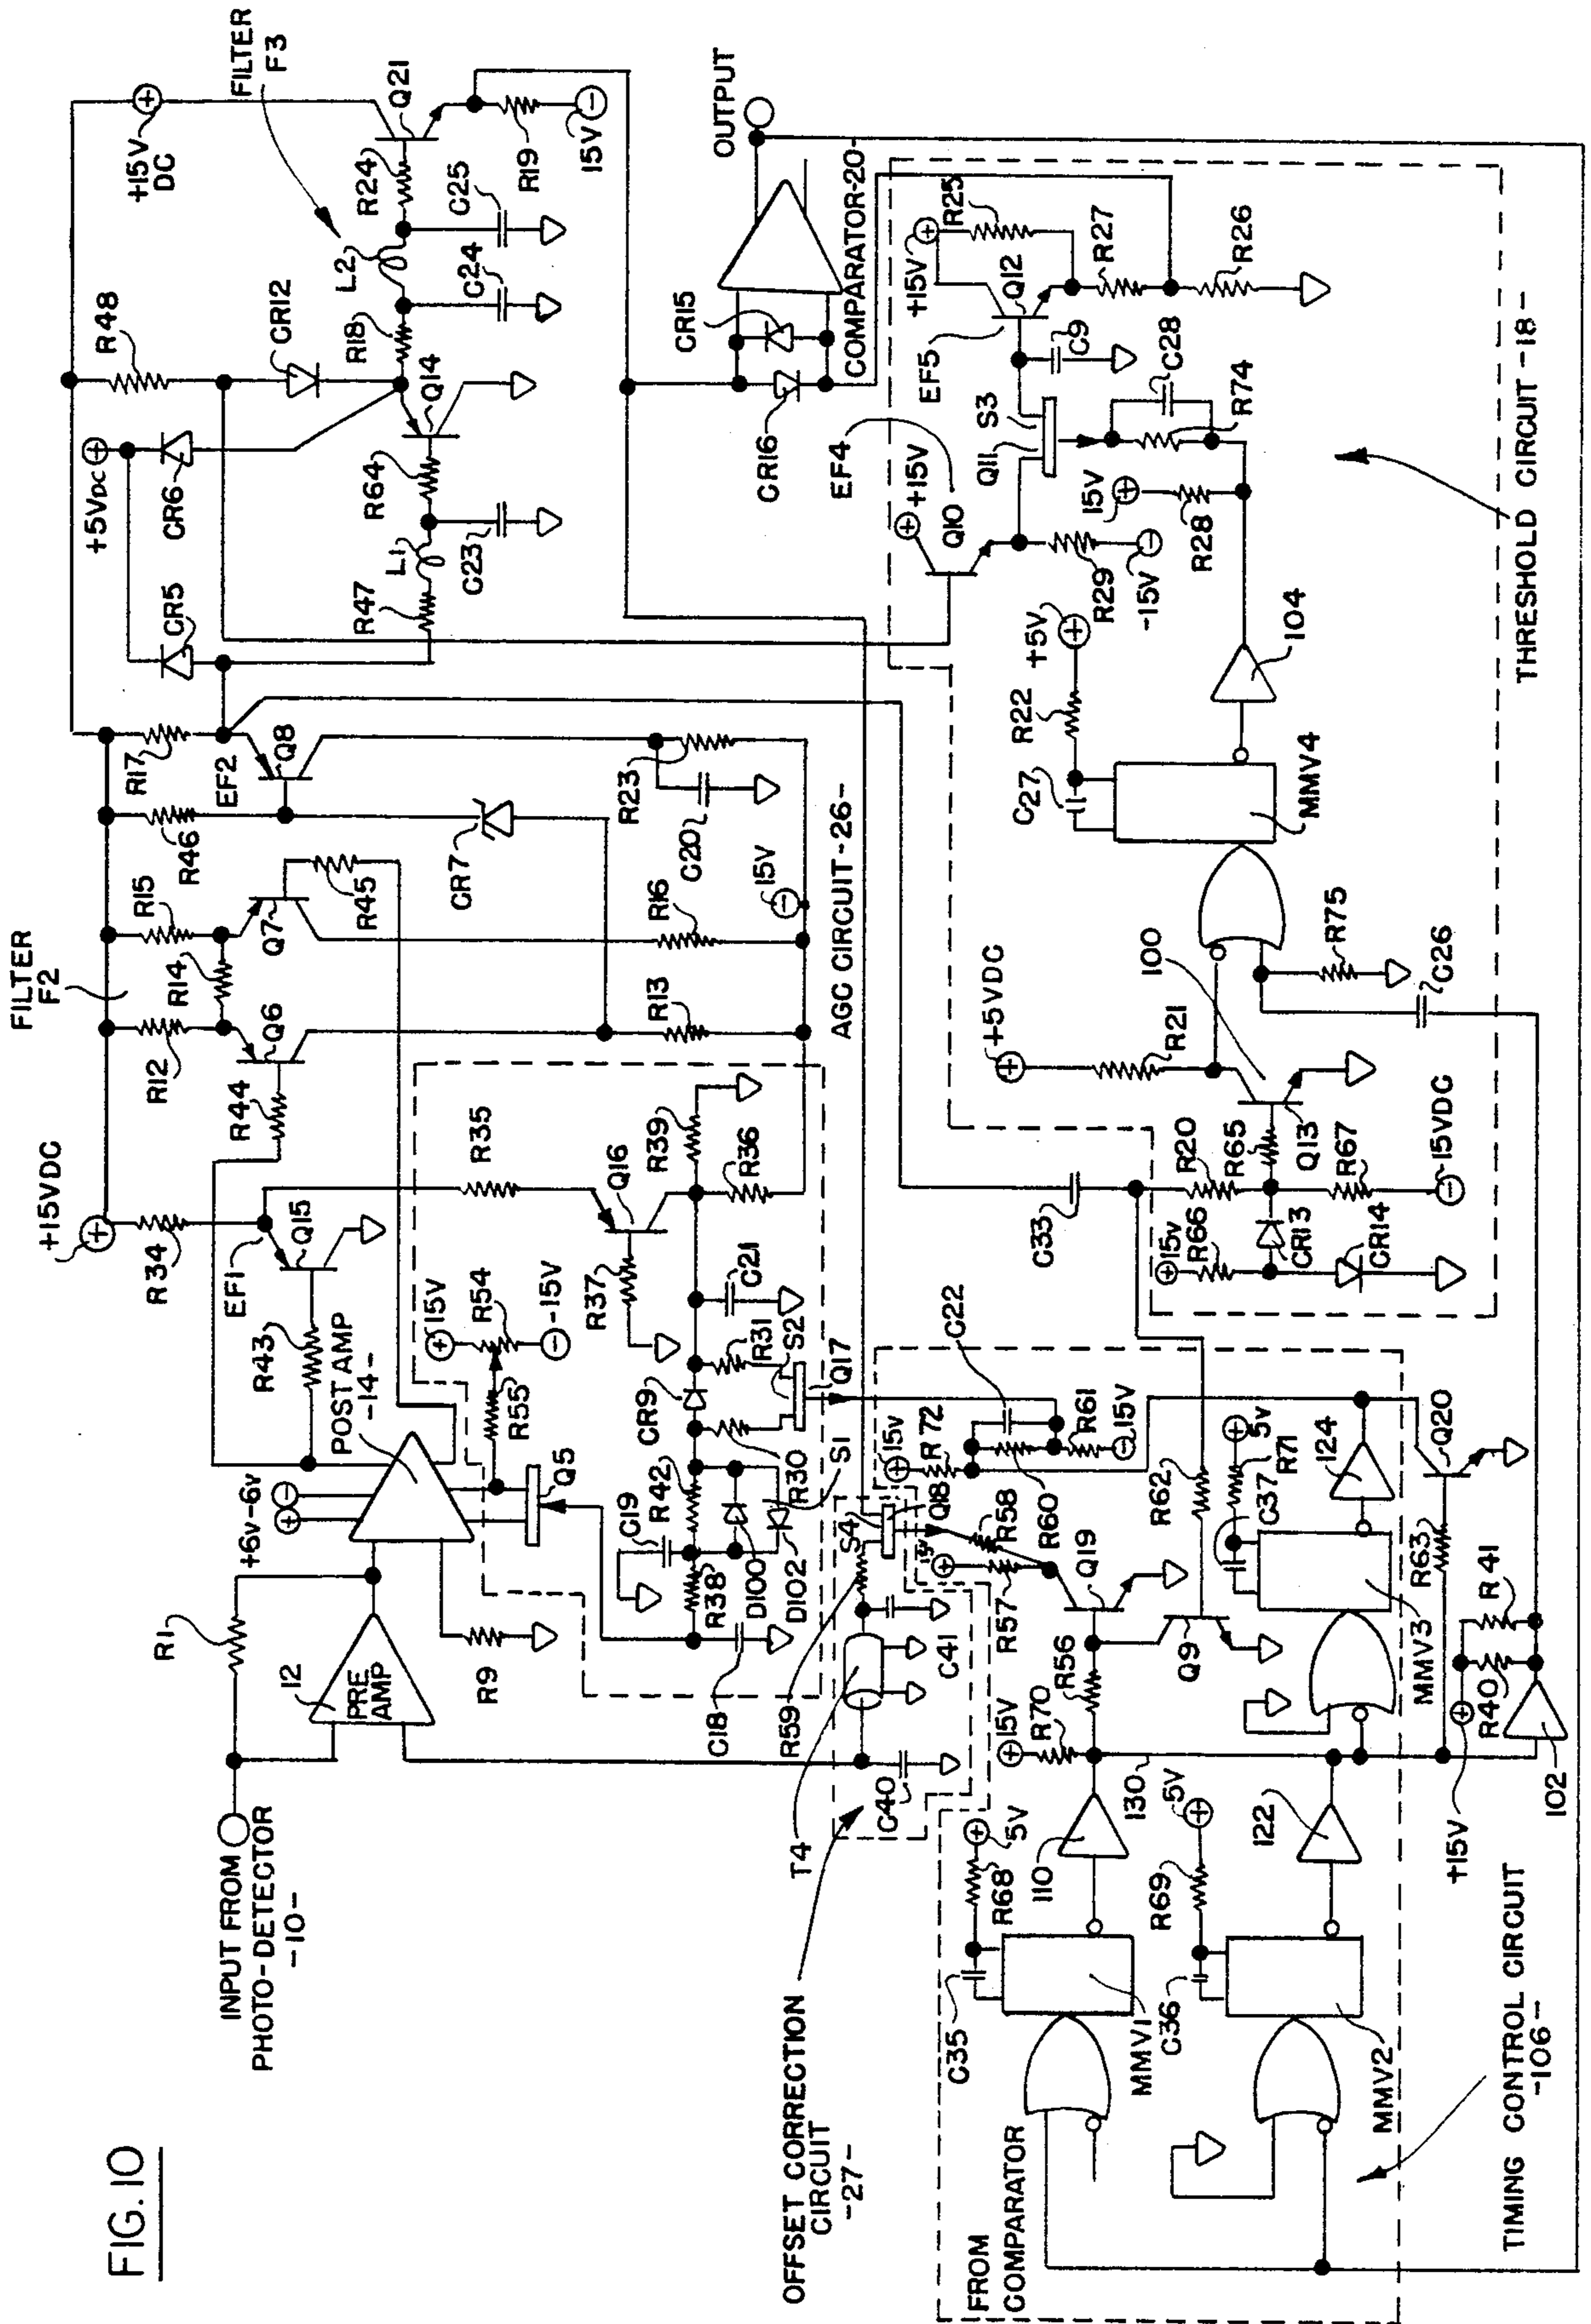 FIG. 10
INPUT FROM
PHOTO-DETECTOR
-10-
R1
12
PRE
AMP
R9
+6V-6V
POST AMP
-14-
R43
EF1
Q15
R34
+15VDC
FILTER
F2
R44
R12
Q6
R14
R15
Q7
R45
R46
R17
EF2
Q8
CR7
R13
R16
R23
C20
15V
AGC CIRCUIT-26-
R35
Q16
R37
R39
R36
15V
R54
-15V
R55
Q5
C21
R31
S2
Q17
CR9
R30
S1
R42
C19
R38
D100
D102
C18
+5VDC
CR5
CR6
R48
CR12
R47
L1
C23
R64
Q14
R18
L2
C24
C25
R24
Q21
R19
15V
+15V
DC
FILTER
F3
OUTPUT
COMPARATOR-20-
CR15
CR16
EF4
EF5
+15V
Q10
R29
-15V
Q11
S3
C9
Q12
+15V
R25
R27
R26
C28
R74
15V
R28
104
+5V
R22
C27
MMV4
THRESHOLD CIRCUIT-18-
+5VDC
R21
100
Q13
R75
C26
C33
R20
R65
R67
15VDC
15V
R66
CR13
CR14
OFFSET CORRECTION
CIRCUIT
-27-
T4
C40
C41
R59
S4
Q18
R58
15V
R57
R60
C22
15V
R72
R61
15V
Q19
R56
R70
15V
Q9
R62
C37
R71
5V
MMV3
124
R63
Q20
R40
R41
+15V
102
130
110
122
5V
R68
C35
MMV1
5V
R69
C36
MMV2
FROM
COMPARATOR
TIMING CONTROL CIRCUIT
-106-